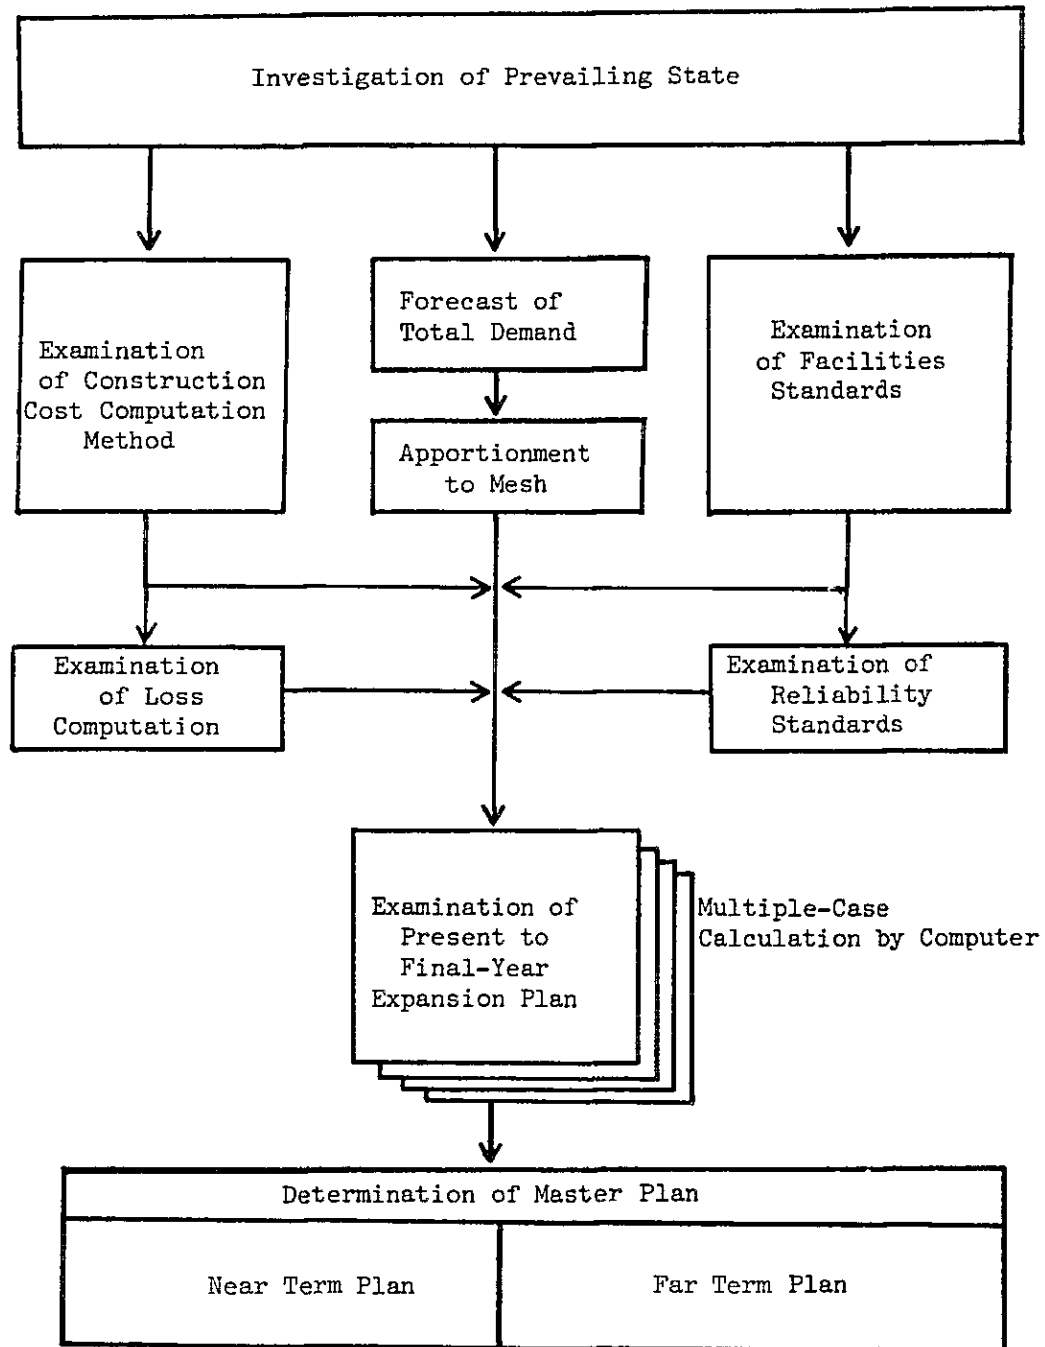 Investigation of Prevailing State
Examination
of Construction
Cost Computation
Method
Forecast of
Total Demand
Apportionment
to Mesh
Examination
of Facilities
Standards
Examination
of Loss
Computation
Examination of
Reliability
Standards
Examination of
Present to
Final-Year
Expansion Plan
Multiple-Case
Calculation by Computer
Determination of Master Plan
Near Term Plan
Far Term Plan